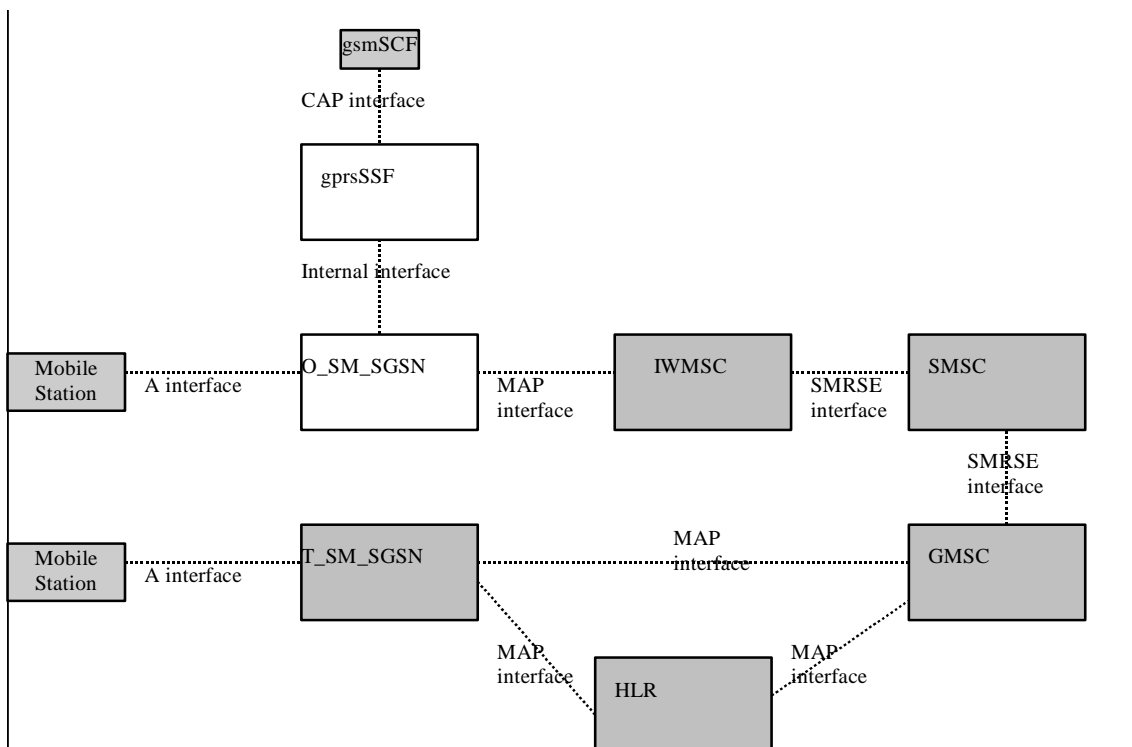 gsmSCF
CAP interface
gprsSSF
Internal interface
Mobile
Station
A interface
O_SM_SGSN
MAP
interface
IWMSC
SMRSE
interface
SMSC
SMRSE
interface
Mobile
Station
A interface
T_SM_SGSN
MAP
interface
GMSC
MAP
interface
HLR
MAP
interface